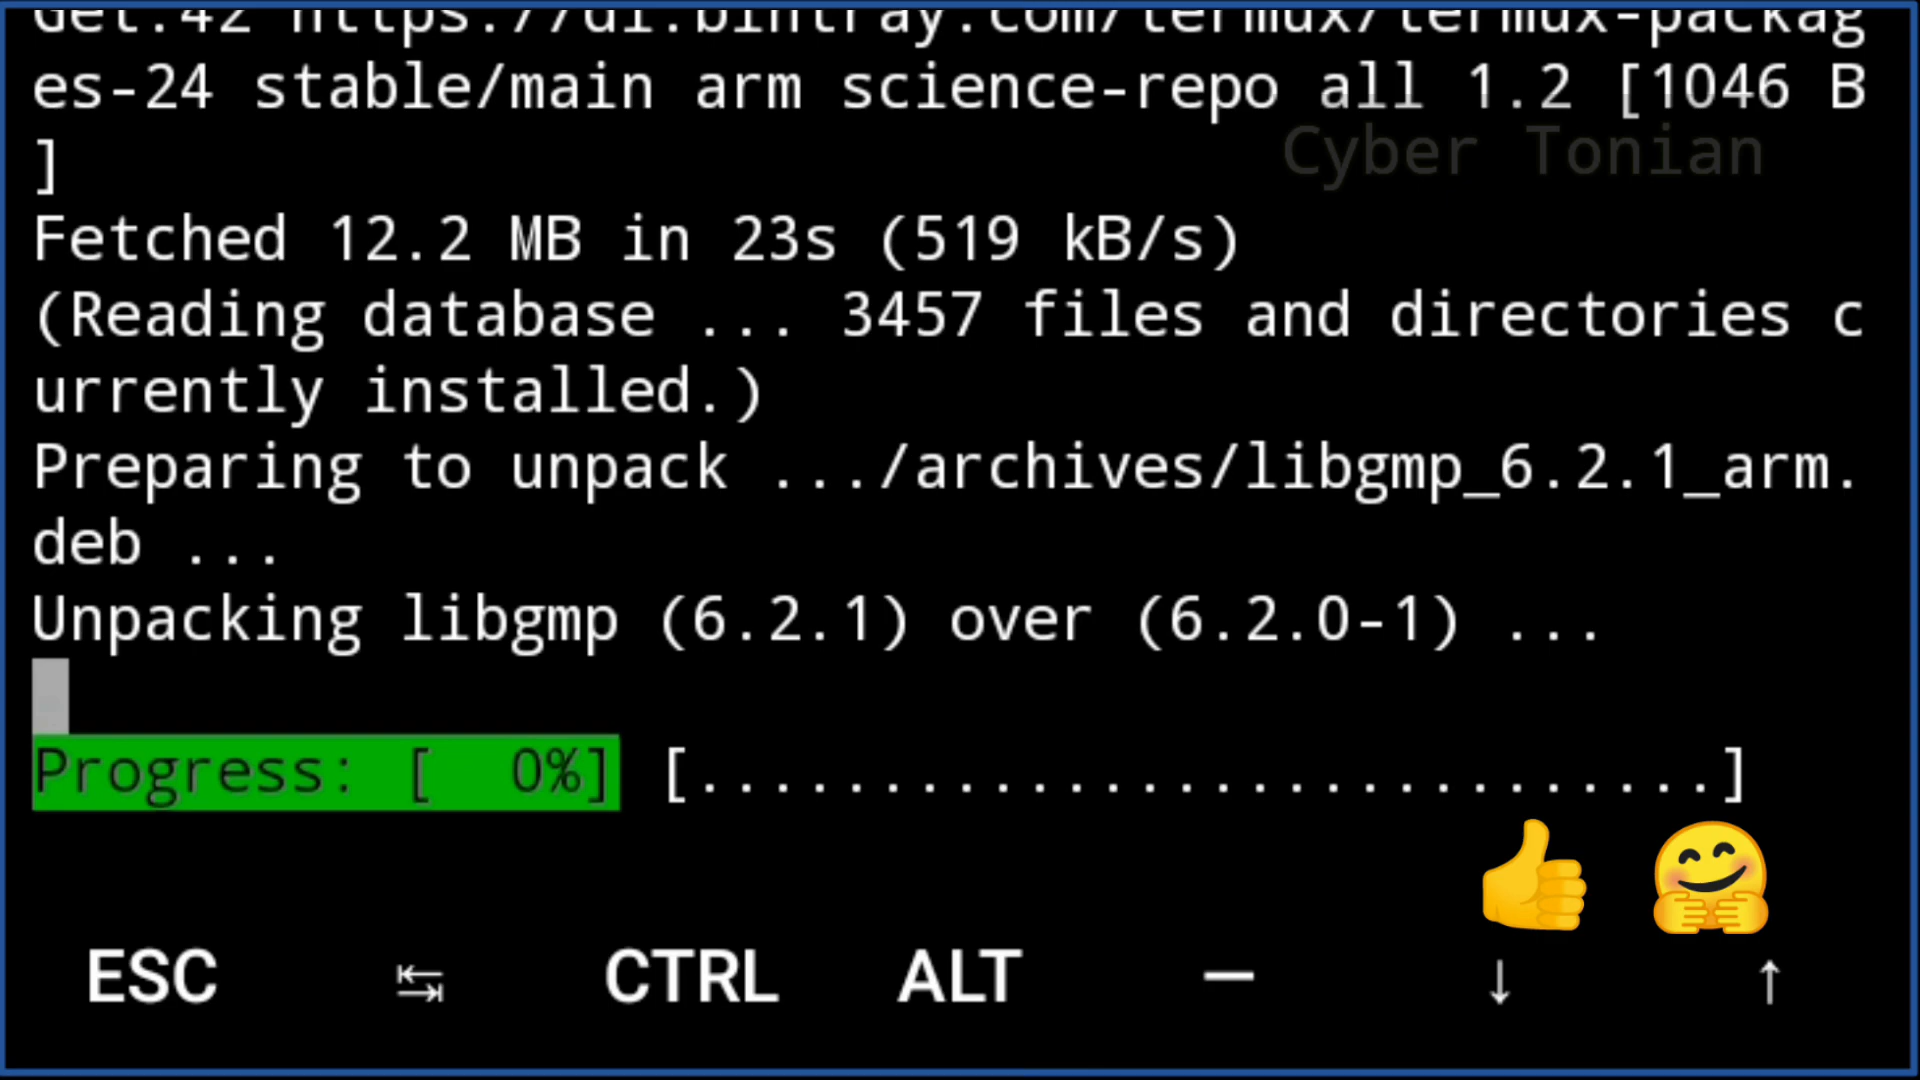 Get:42 https://dl.bintray.com/termux/termux-packag
es-24 stable/main arm science-repo all 1.2 [1046 B
]
Cyber Tonian
Fetched 12.2 MB in 23s (519 kB/s)
(Reading database ... 3457 files and directories c
urrently installed.)
Preparing to unpack .../archives/libgmp_6.2.1_arm.
deb ...
Unpacking libgmp (6.2.1) over (6.2.0-1) ...
Progress: [  0%] [............................]
ESC ↹ CTRL ALT — ↓ ↑